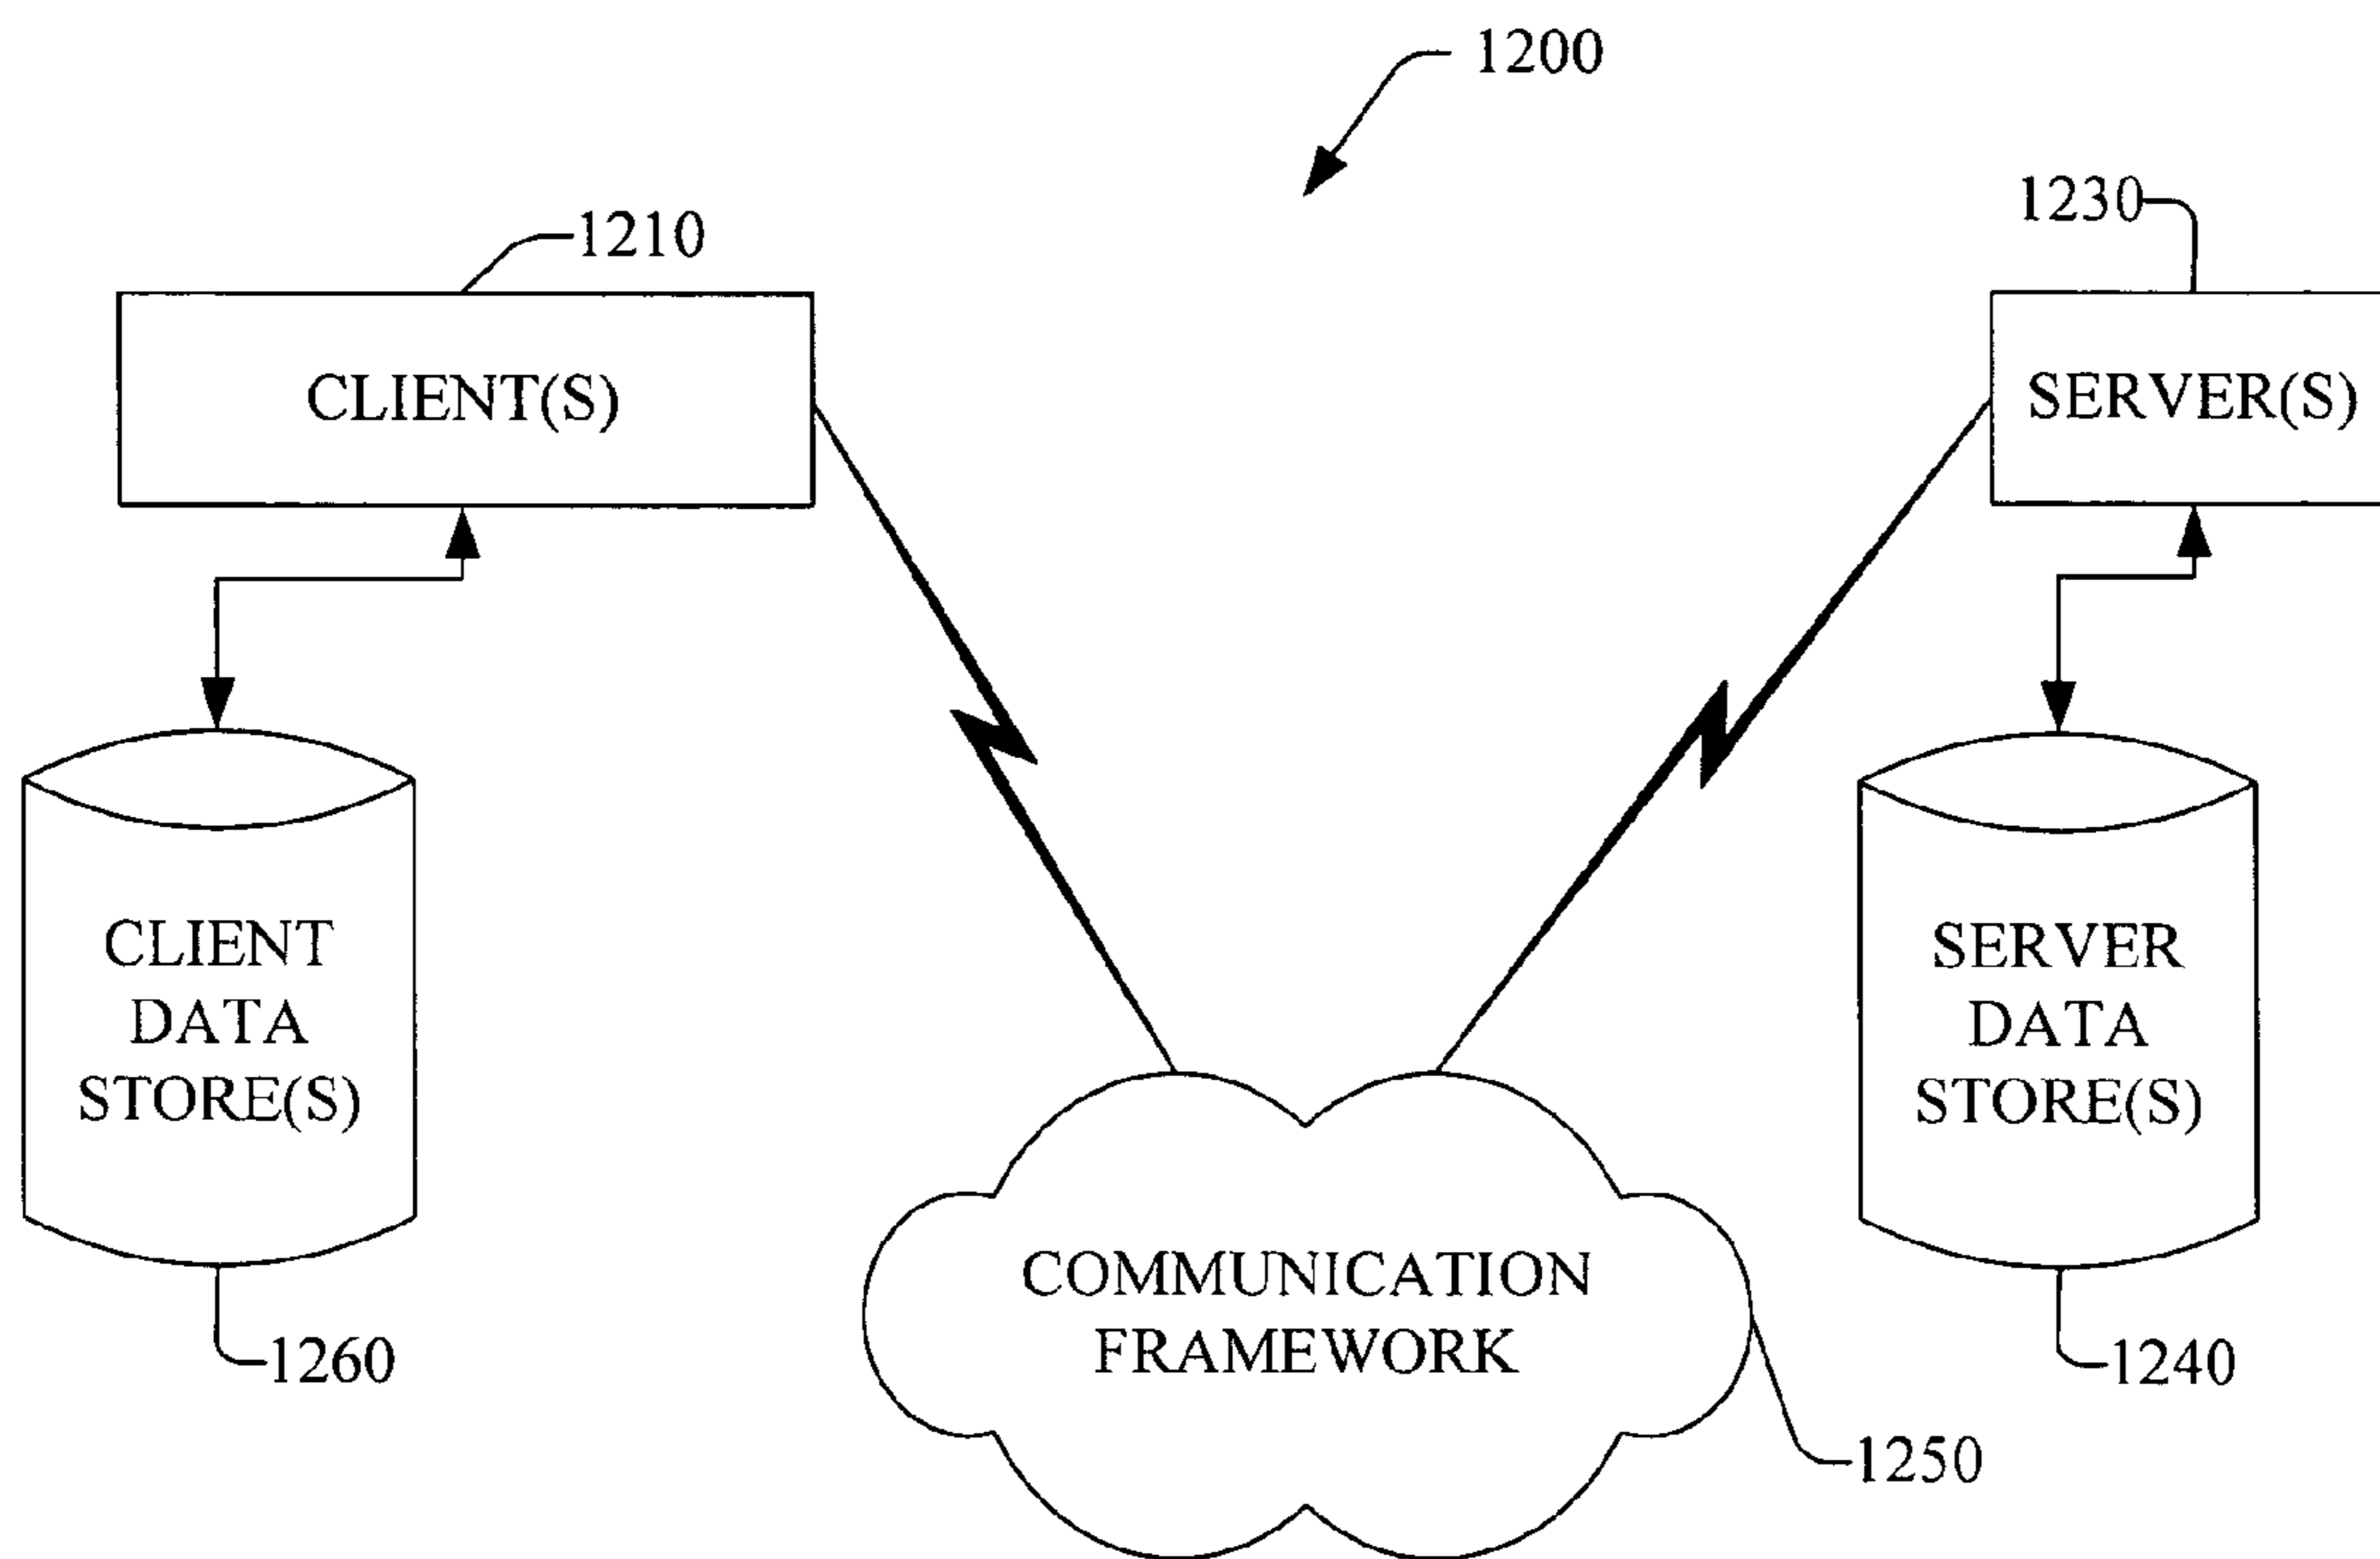 1200
1210
1230
CLIENT(S)
SERVER(S)
CLIENT
DATA
STORE(S)
SERVER
DATA
STORE(S)
COMMUNICATION
FRAMEWORK
1260
1240
1250